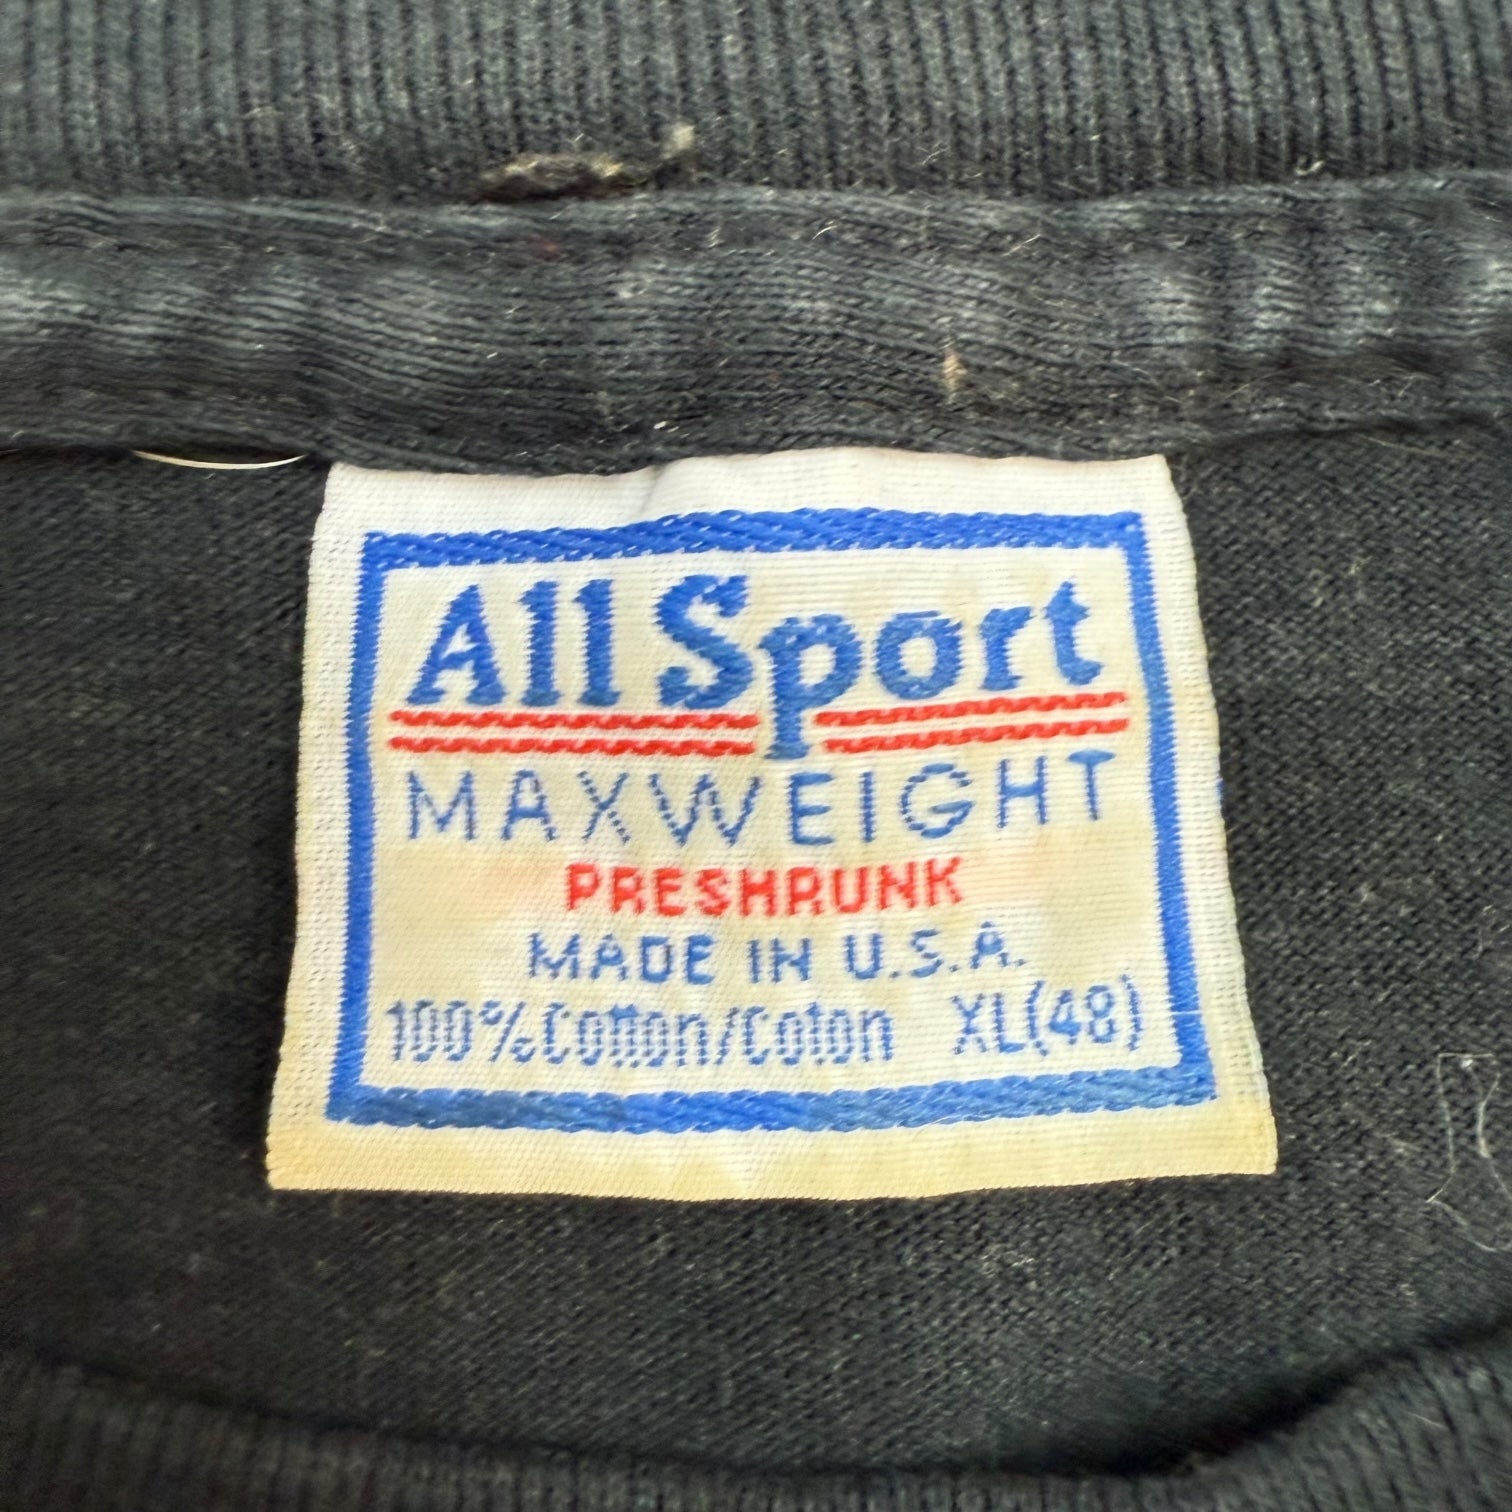 All Sport
MAXWEIGHT
PRESHRUNK
MADE IN U.S.A.
100% Cotton/Coton XL(48)